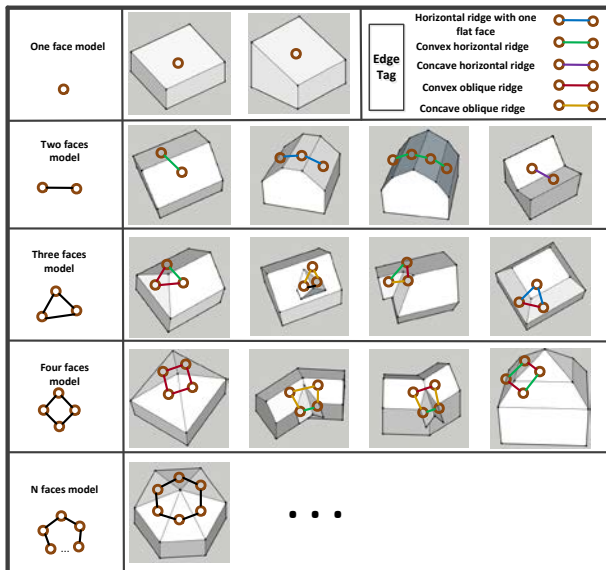 One face model
Edge
Tag
Horizontal ridge with one
flat face
Convex horizontal ridge
Concave horizontal ridge
Convex oblique ridge
Concave oblique ridge
Two faces
model
Three faces
model
Four faces
model
N faces model
...
. . .